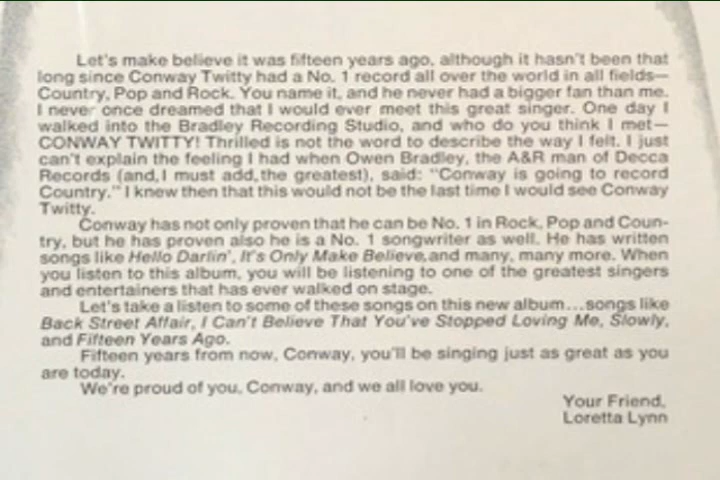 Let's make believe it was fifteen years ago, although it hasn't been that
long since Conway Twitty had a No. 1 record all over the world in all fields—
Country, Pop and Rock. You name it, and he never had a bigger fan than me.
I never once dreamed that I would ever meet this great singer. One day I
walked into the Bradley Recording Studio, and who do you think I met—
CONWAY TWITTY! Thrilled is not the word to describe the way I felt. I just
can't explain the feeling I had when Owen Bradley, the A&R man of Decca
Records (and, I must add, the greatest), said: "Conway is going to record
Country." I knew then that this would not be the last time I would see Conway
Twitty.
Conway has not only proven that he can be No. 1 in Rock, Pop and Coun-
try, but he has proven also he is a No. 1 songwriter as well. He has written
songs like Hello Darlin', It's Only Make Believe, and many, many more. When
you listen to this album, you will be listening to one of the greatest singers
and entertainers that has ever walked on stage.
Let's take a listen to some of these songs on this new album...songs like
Back Street Affair, I Can't Believe That You've Stopped Loving Me, Slowly,
and Fifteen Years Ago.
Fifteen years from now, Conway, you'll be singing just as great as you
are today.
We're proud of you, Conway, and we all love you.
Your Friend,
Loretta Lynn